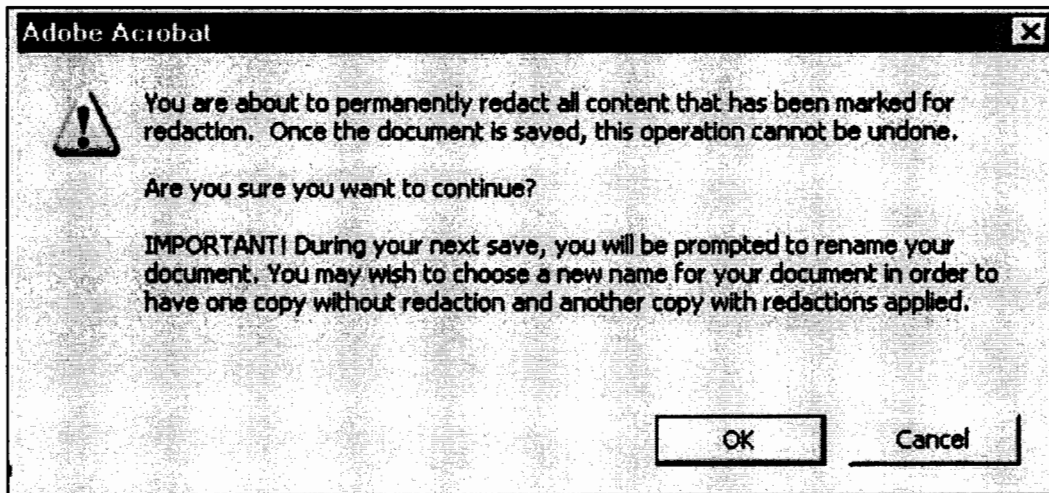 Adobe Acrobat
You are about to permanently redact all content that has been marked for
redaction. Once the document is saved, this operation cannot be undone.
Are you sure you want to continue?
IMPORTANT! During your next save, you will be prompted to rename your
document. You may wish to choose a new name for your document in order to
have one copy without redaction and another copy with redactions applied.
OK Cancel